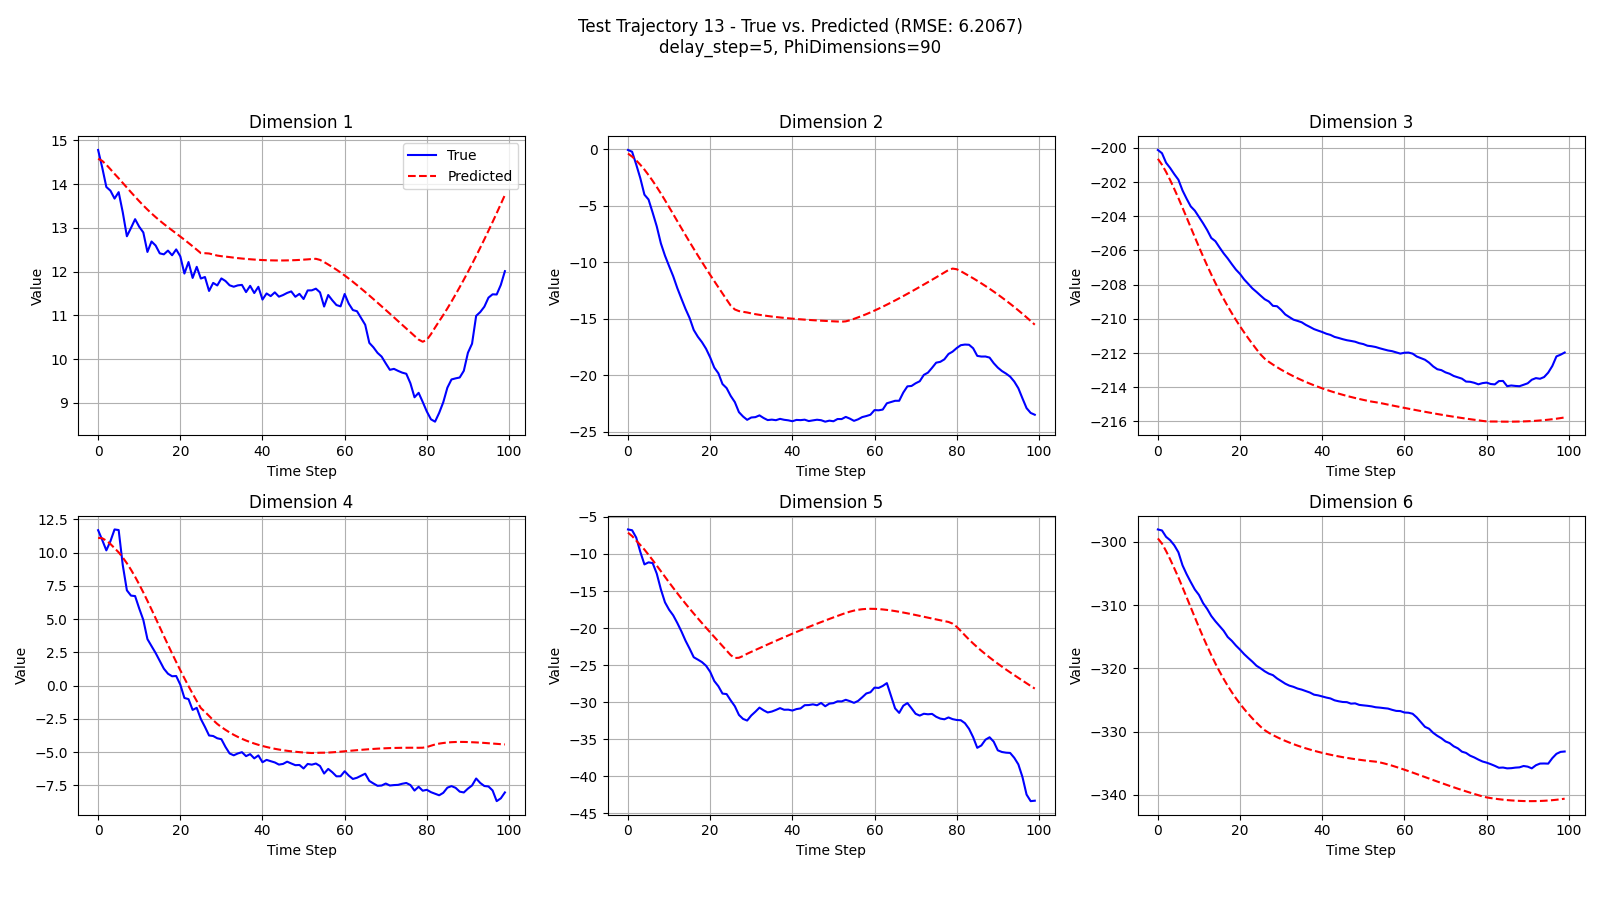 Test Trajectory 13 - True vs. Predicted (RMSE: 6.2067)
delay_step=5, PhiDimensions=90
Dimension 1
15
14
13
12
11
10
9
Value
0 20 40 60 80 100
Time Step
True
Predicted
Dimension 2
0
−5
−10
−15
−20
−25
Value
0 20 40 60 80 100
Time Step
Dimension 3
−200
−202
−204
−206
−208
−210
−212
−214
−216
Value
0 20 40 60 80 100
Time Step
Dimension 4
12.5
10.0
7.5
5.0
2.5
0.0
−2.5
−5.0
−7.5
Value
0 20 40 60 80 100
Time Step
Dimension 5
−5
−10
−15
−20
−25
−30
−35
−40
−45
Value
0 20 40 60 80 100
Time Step
Dimension 6
−300
−310
−320
−330
−340
Value
0 20 40 60 80 100
Time Step